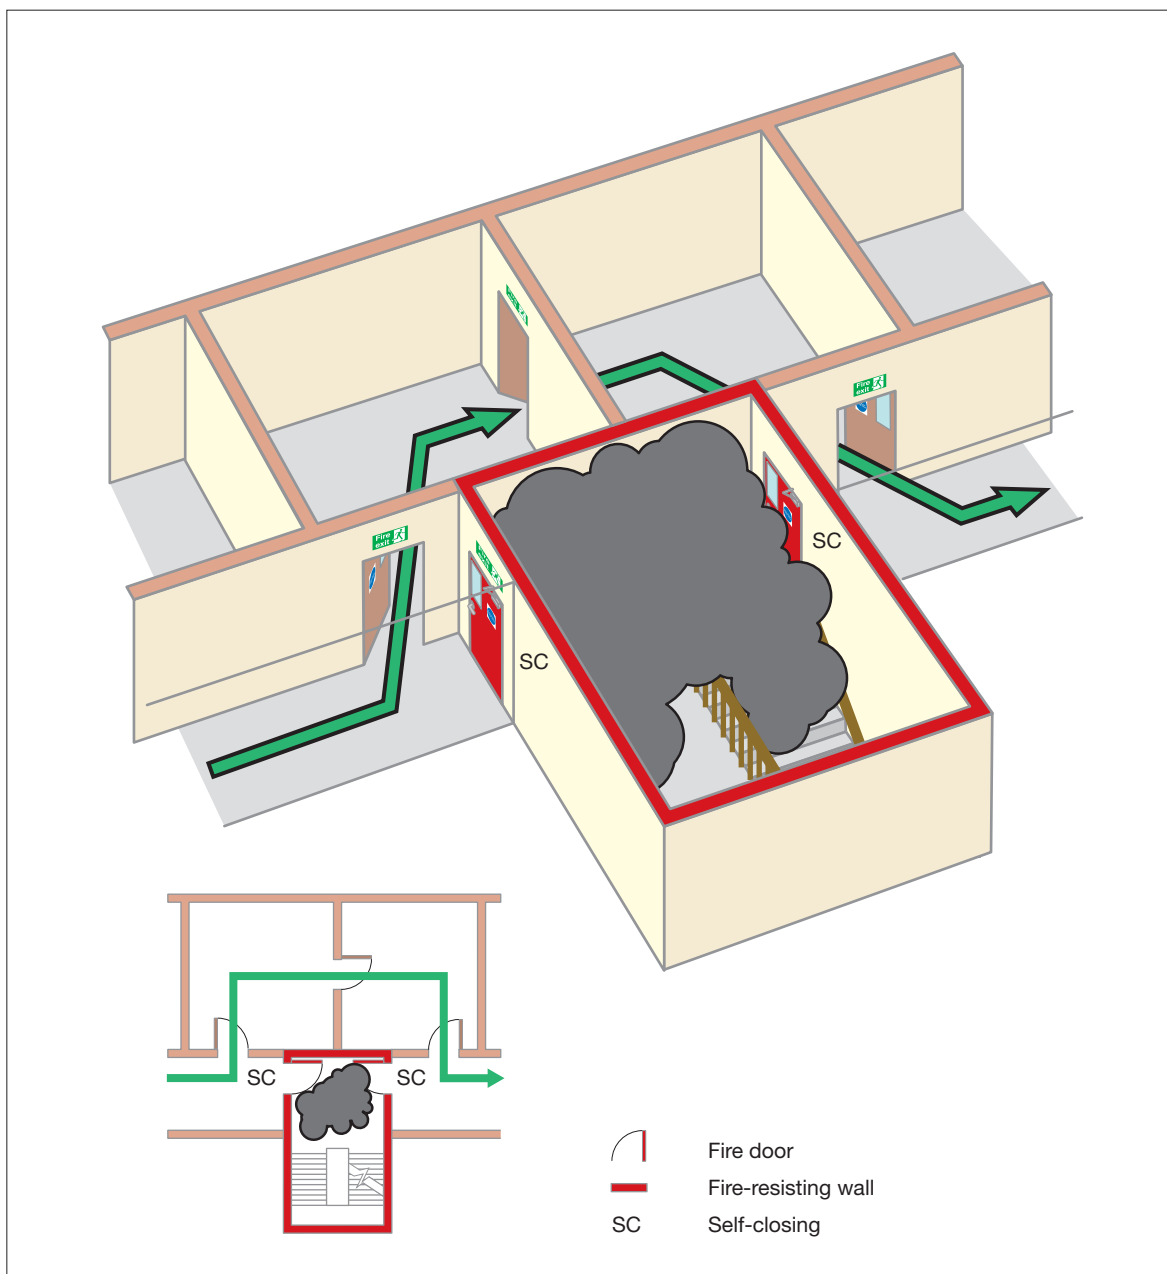 Fire
exit
Fire
exit
SC
SC
SC
SC
Fire door
Fire-resisting wall
SC
Self-closing